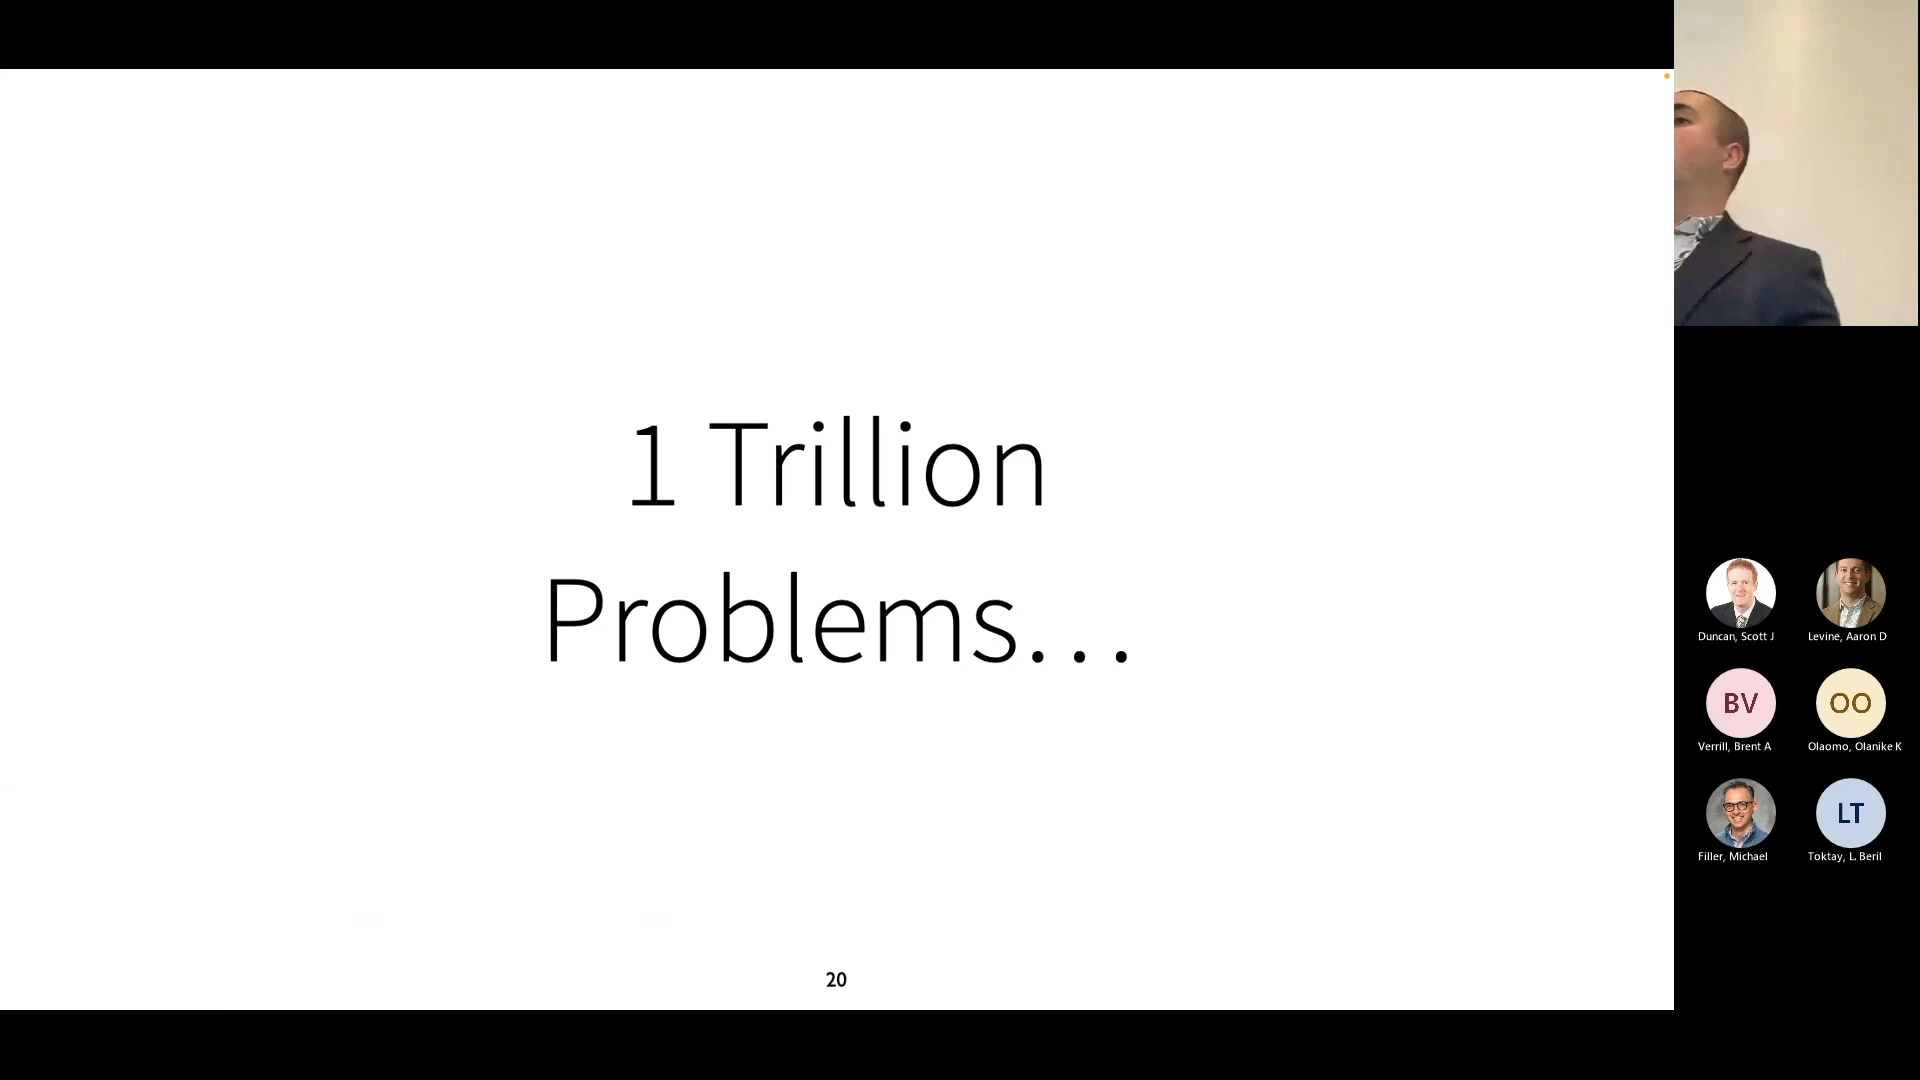 1 Trillion
Problems...
20
Duncan, Scott J
Levine, Aaron D
BV
OO
Verrill, Brent A
Olaomo, Olanike K
LT
Filler, Michael
Toktay, L. Beril